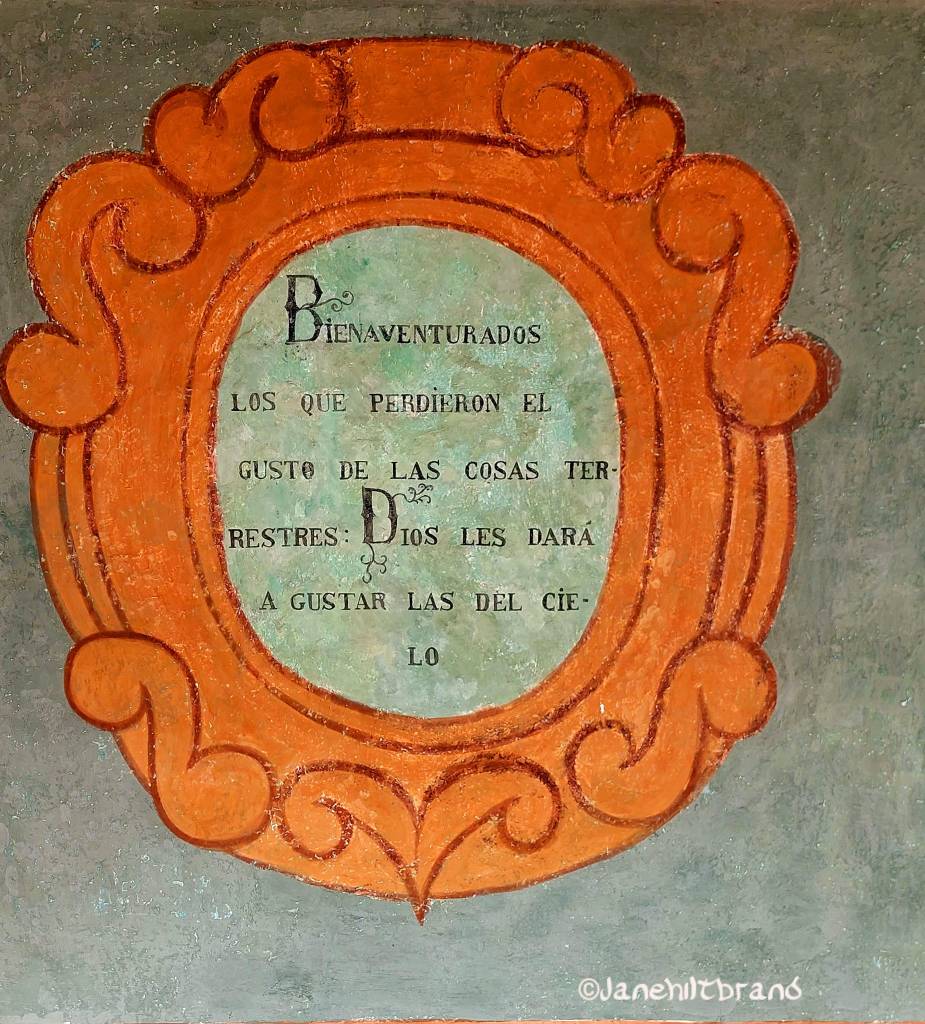 BiENAVENTURADOS
LOS QUE PERDiERON EL
GUSTO DE LAS COSAS TER-
RESTRES: DIOS LES DARÁ
A GUSTAR LAS DEL CiE-
LO
©Janehiltbrand